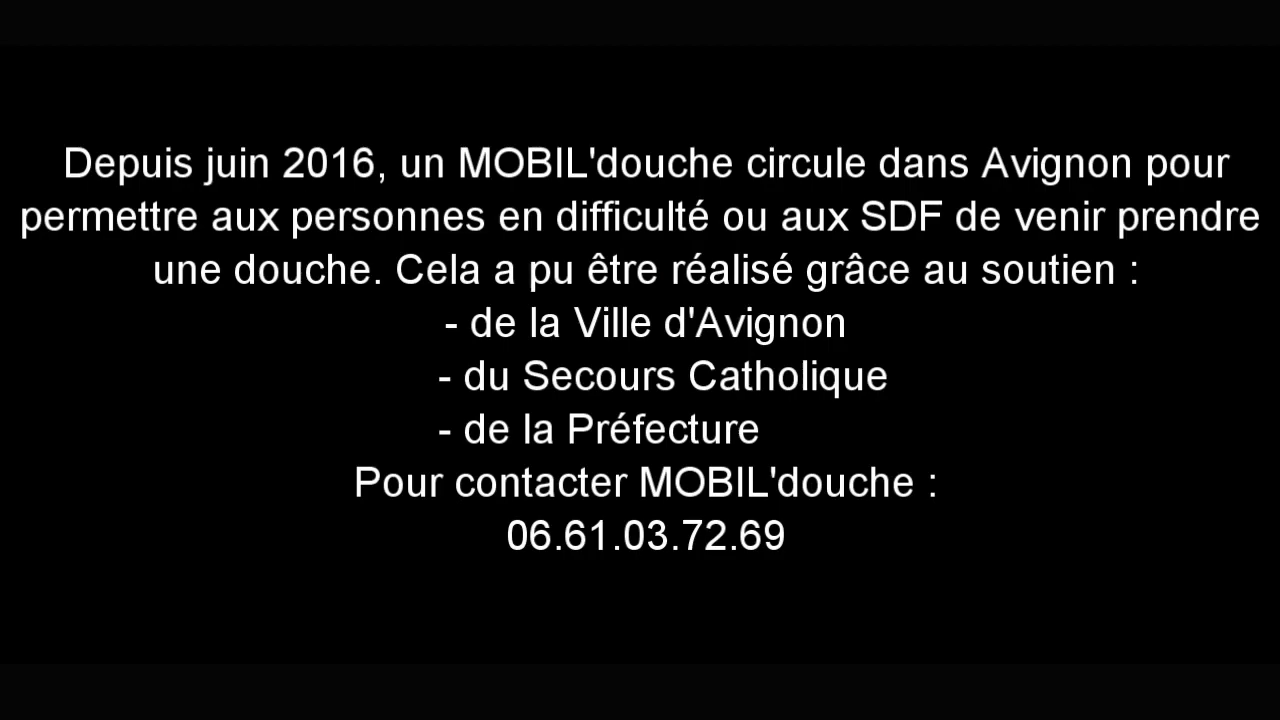 Depuis juin 2016, un MOBIL'douche circule dans Avignon pour
permettre aux personnes en difficulté ou aux SDF de venir prendre
une douche. Cela a pu être réalisé grâce au soutien :
- de la Ville d'Avignon
- du Secours Catholique
- de la Préfecture
Pour contacter MOBIL'douche :
06.61.03.72.69